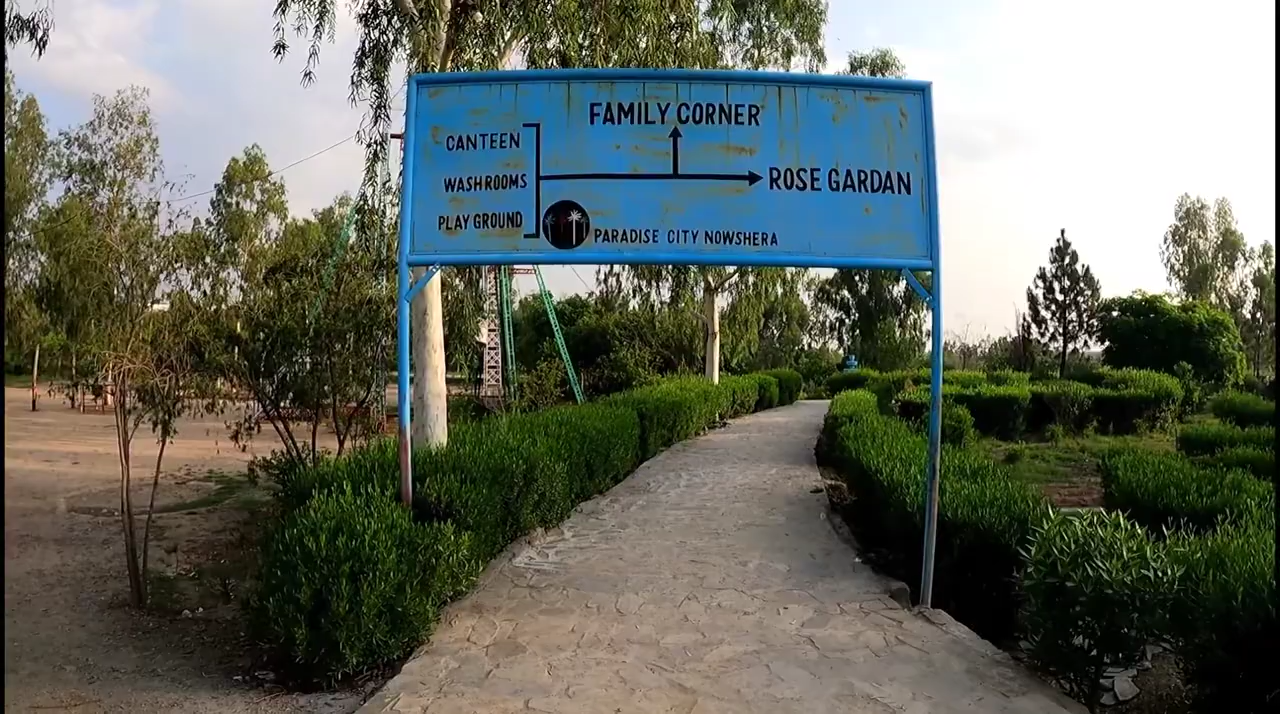 FAMILY CORNER
CANTEEN
WASHROOMS
PLAY GROUND
ROSE GARDAN
PARADISE CITY NOWSHERA